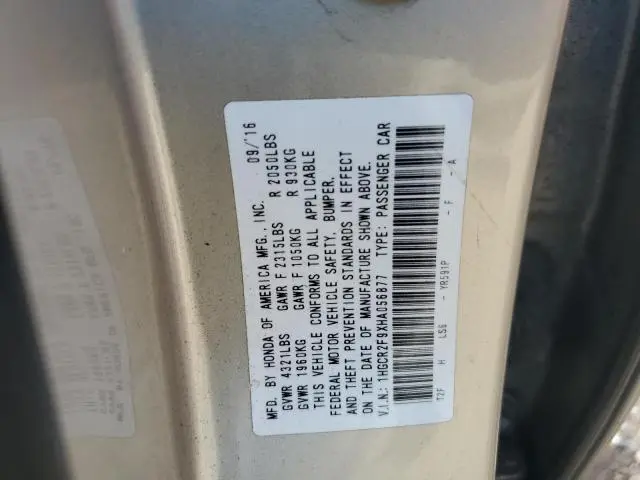 MFD. BY HONDA OF AMERICA MFG., INC. 09/16
GVWR 4321LBS GAWR F 2315LBS R 2050LBS
GVWR 1960KG GAWR F 1050KG R 930KG
THIS VEHICLE CONFORMS TO ALL APPLICABLE
FEDERAL MOTOR VEHICLE SAFETY, BUMPER,
AND THEFT PREVENTION STANDARDS IN EFFECT
ON THE DATE OF MANUFACTURE SHOWN ABOVE.
V.I.N.: 1HGCR2F9XHA056977 TYPE: PASSENGER CAR
T2F H LS6 - YR591P - F - A